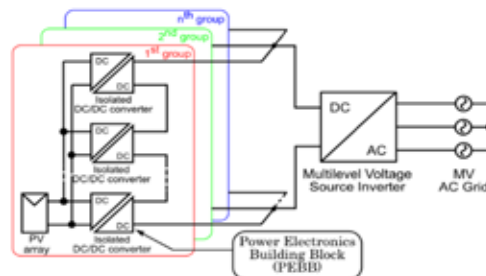 nth group
2nd group
1st group
DC
DC
Isolated
DC/DC converter
DC
DC
Isolated
DC/DC converter
DC
DC
Isolated
DC/DC converter
PV
array
DC
AC
Multilevel Voltage
Source Inverter
MV
AC Grid
Power Electronics
Building Block
(PEBB)